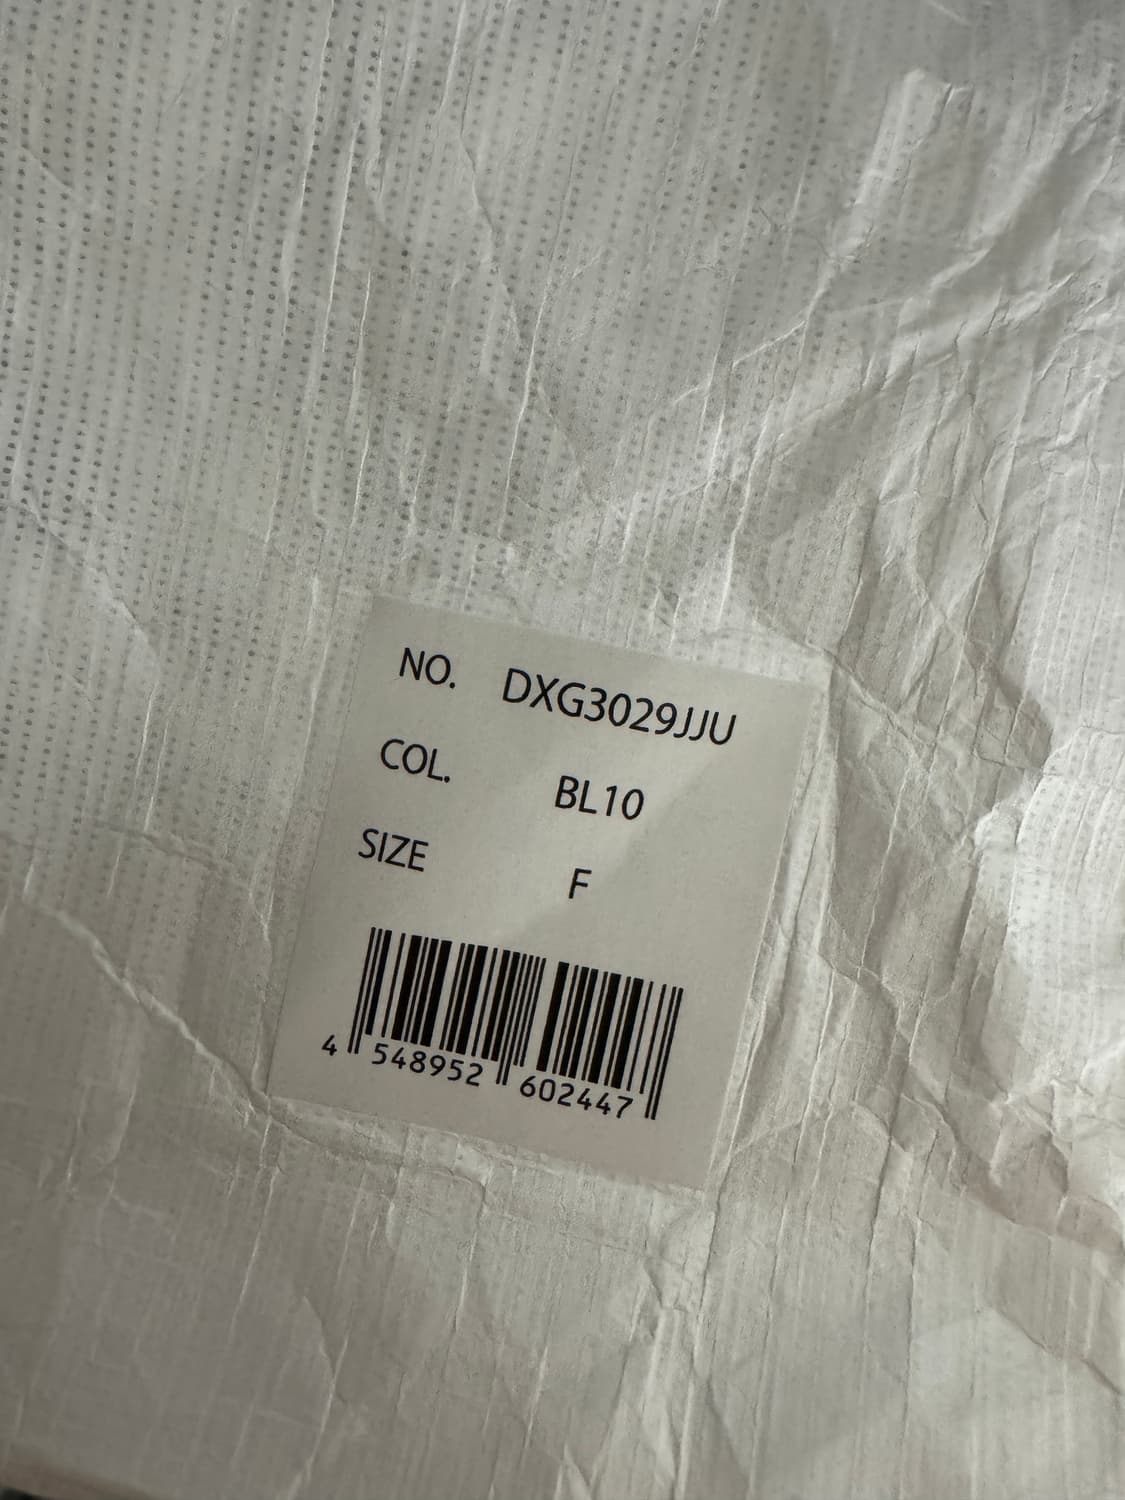 NO. DXG3029JJU
COL. BL10
SIZE F
4 548952 602447